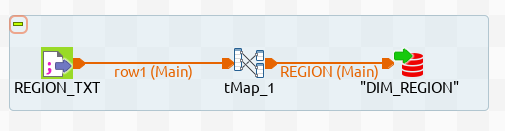 row1 (Main)
REGION (Main)
REGION_TXT
tMap_1
"DIM_REGION"